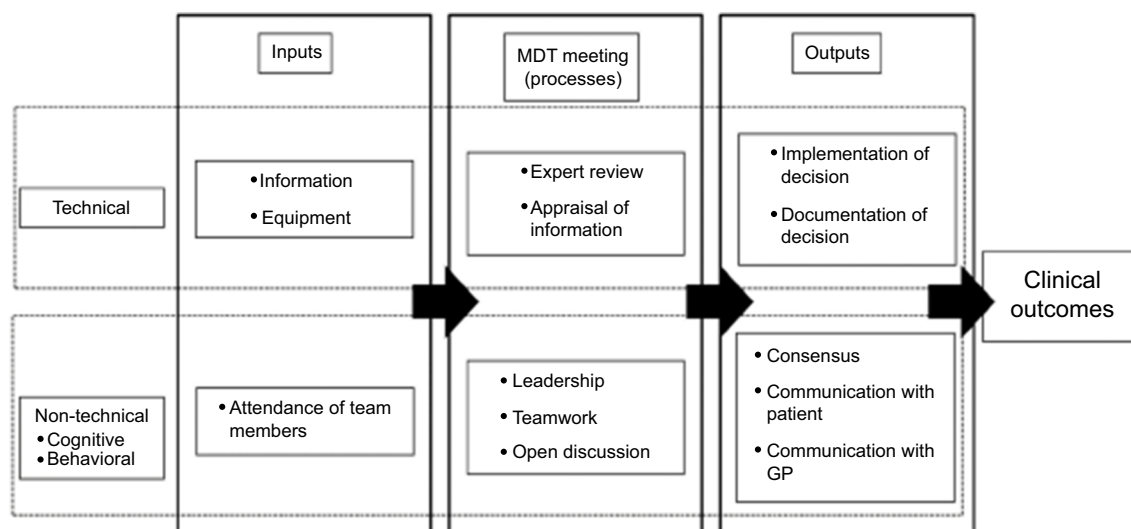 Inputs
MDT meeting
(processes)
Outputs
Technical
• Information
• Equipment
• Expert review
• Appraisal of
information
• Implementation of
decision
• Documentation of
decision
Clinical
outcomes
Non-technical
• Cognitive
• Behavioral
• Attendance of team
members
• Leadership
• Teamwork
• Open discussion
• Consensus
• Communication with
patient
• Communication with
GP